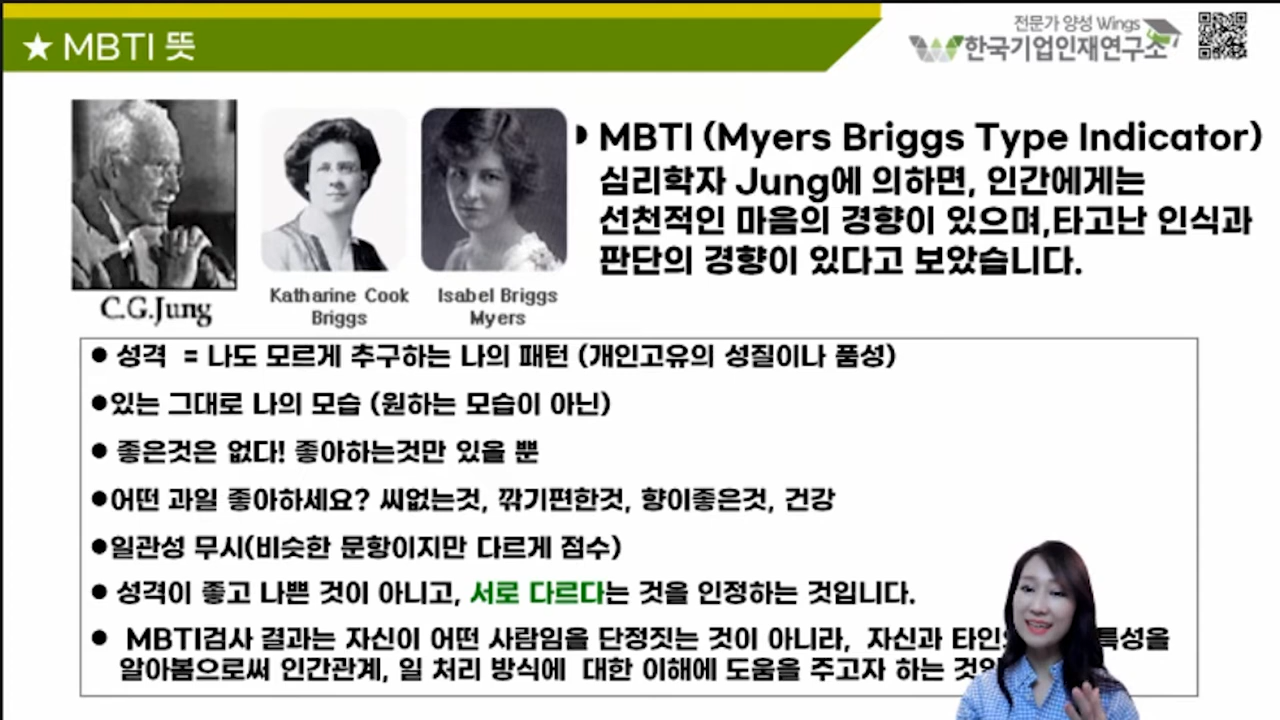 ★ MBTI 뜻
전문가 양성 Wings
한국기업인재연구소
C.G.Jung
Katharine Cook
Briggs
Isabel Briggs
Myers
MBTI (Myers Briggs Type Indicator)
심리학자 Jung에 의하면, 인간에게는
선천적인 마음의 경향이 있으며,타고난 인식과
판단의 경향이 있다고 보았습니다.
● 성격 = 나도 모르게 추구하는 나의 패턴 (개인고유의 성질이나 품성)
●있는 그대로 나의 모습 (원하는 모습이 아닌)
● 좋은것은 없다! 좋아하는것만 있을 뿐
●어떤 과일 좋아하세요? 씨없는것, 깎기편한것, 향이좋은것, 건강
●일관성 무시(비슷한 문항이지만 다르게 점수)
● 성격이 좋고 나쁜 것이 아니고, 서로 다르다는 것을 인정하는 것입니다.
● MBTI검사 결과는 자신이 어떤 사람임을 단정짓는 것이 아니라, 자신과 특성을
알아봄으로써 인간관계, 일 처리 방식에 대한 이해에 도움을 주고자 하는